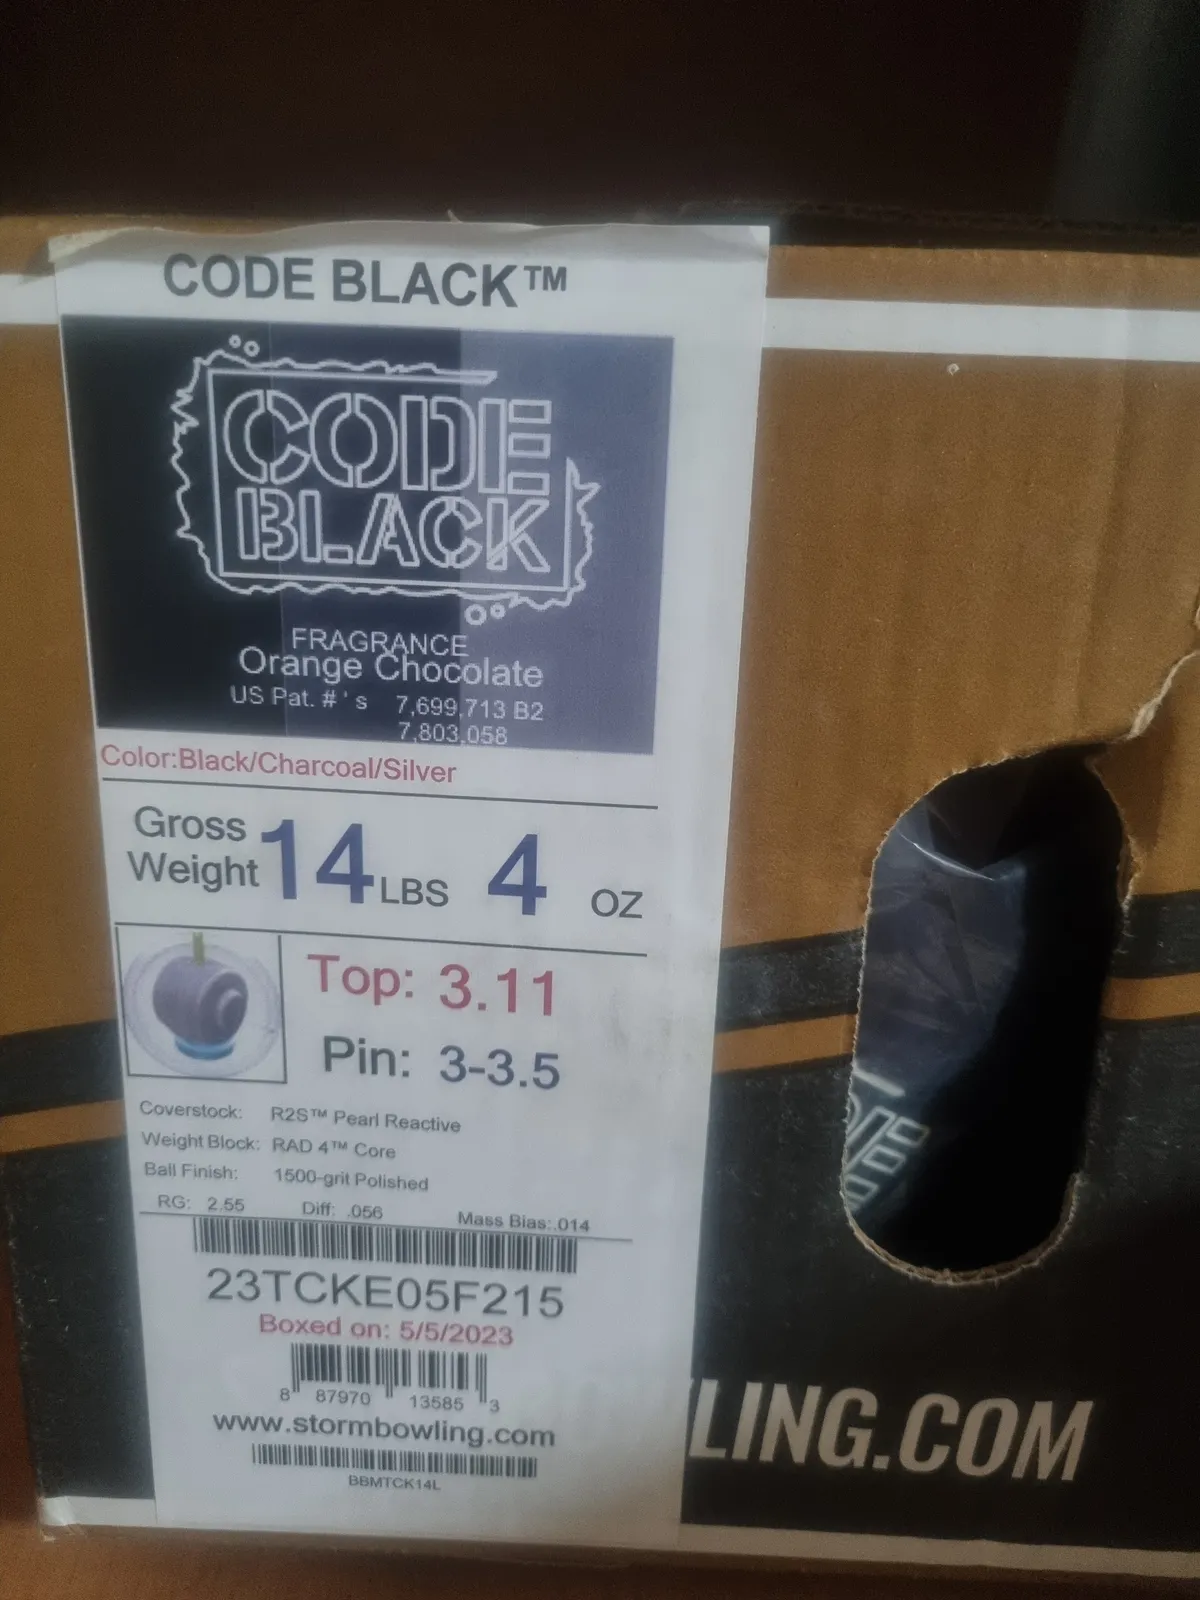 CODE BLACK™
CODE
BLACK
FRAGRANCE
Orange Chocolate
US Pat. # ' s 7,699,713 B2
7,803,058
Color:Black/Charcoal/Silver
Gross
Weight 14 LBS 4 OZ
Top: 3.11
Pin: 3-3.5
Coverstock: R2S™ Pearl Reactive
Weight Block: RAD 4™ Core
Ball Finish: 1500-grit Polished
RG: 2.55 Diff: .056 Mass Bias:.014
23TCKE05F215
Boxed on: 5/5/2023
8 87970 13585 3
www.stormbowling.com
BBMTCK14L
LING.COM